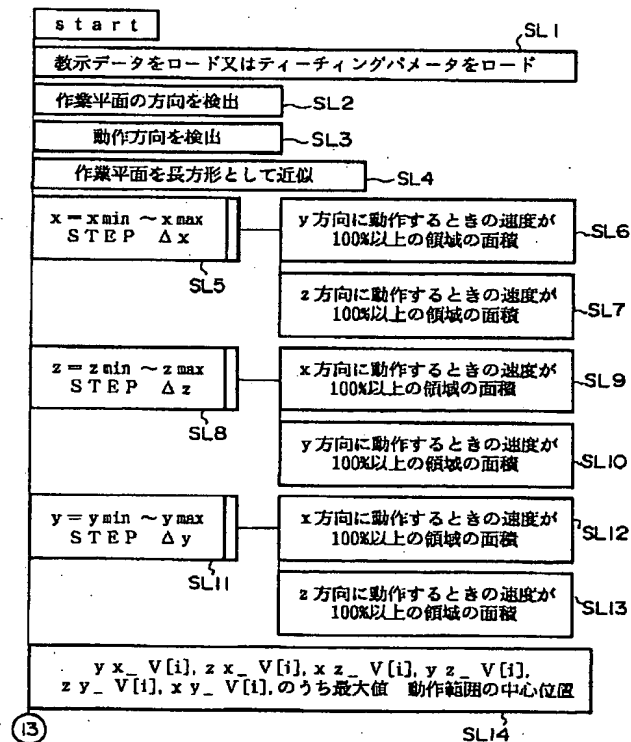 start
SL1
教示データをロード又はティーチングパメータをロード
作業平面の方向を検出
SL2
動作方向を検出
SL3
作業平面を長方形として近似
SL4
x=xmin ~xmax
STEP Δx
SL5
y方向に動作するときの速度が
100%以上の領域の面積
SL6
z方向に動作するときの速度が
100%以上の領域の面積
SL7
z=zmin ~zmax
STEP Δz
SL8
x方向に動作するときの速度が
100%以上の領域の面積
SL9
y方向に動作するときの速度が
100%以上の領域の面積
SL10
y=ymin ~ymax
STEP Δy
SL11
x方向に動作するときの速度が
100%以上の領域の面積
SL12
z方向に動作するときの速度が
100%以上の領域の面積
SL13
yx_V[i], zx_V[i], xz_V[i], yz_V[i],
zy_V[i], xy_V[i], のうち最大値 動作範囲の中心位置
SL14
13